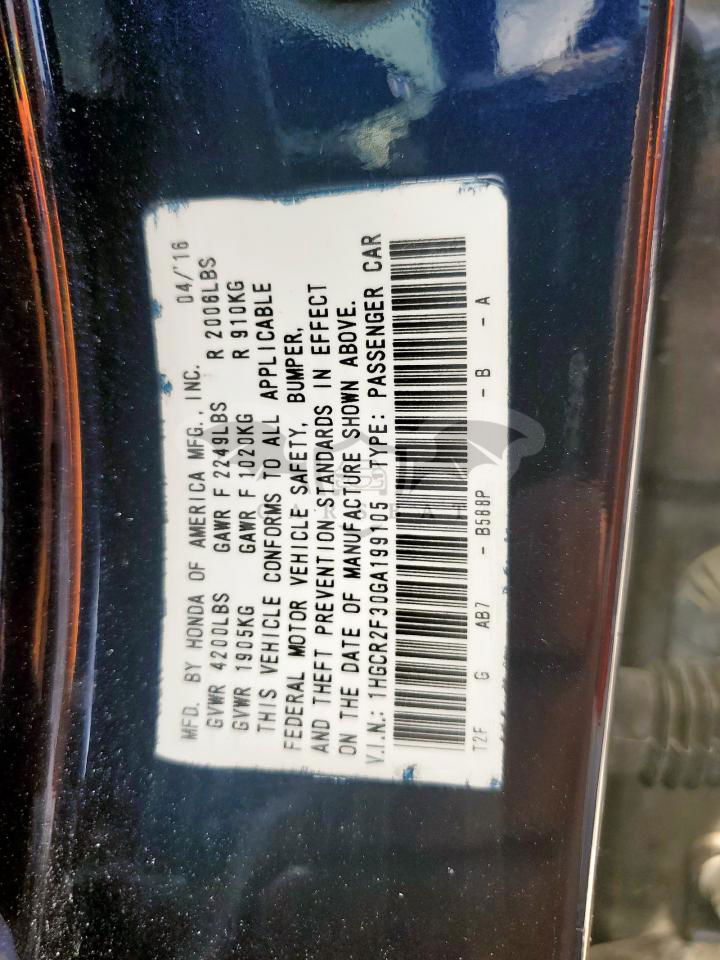 MFD. BY HONDA OF AMERICA MFG., INC. 04/'16
GVWR 4200LBS GAWR F 2249LBS R 2006LBS
GVWR 1905KG GAWR F 1020KG R 910KG
THIS VEHICLE CONFORMS TO ALL APPLICABLE
FEDERAL MOTOR VEHICLE SAFETY, BUMPER,
AND THEFT PREVENTION STANDARDS IN EFFECT
ON THE DATE OF MANUFACTURE SHOWN ABOVE.
V.I.N.: 1HGCR2F30GA199105 TYPE: PASSENGER CAR
T2F G AB7 - B588P - B - A